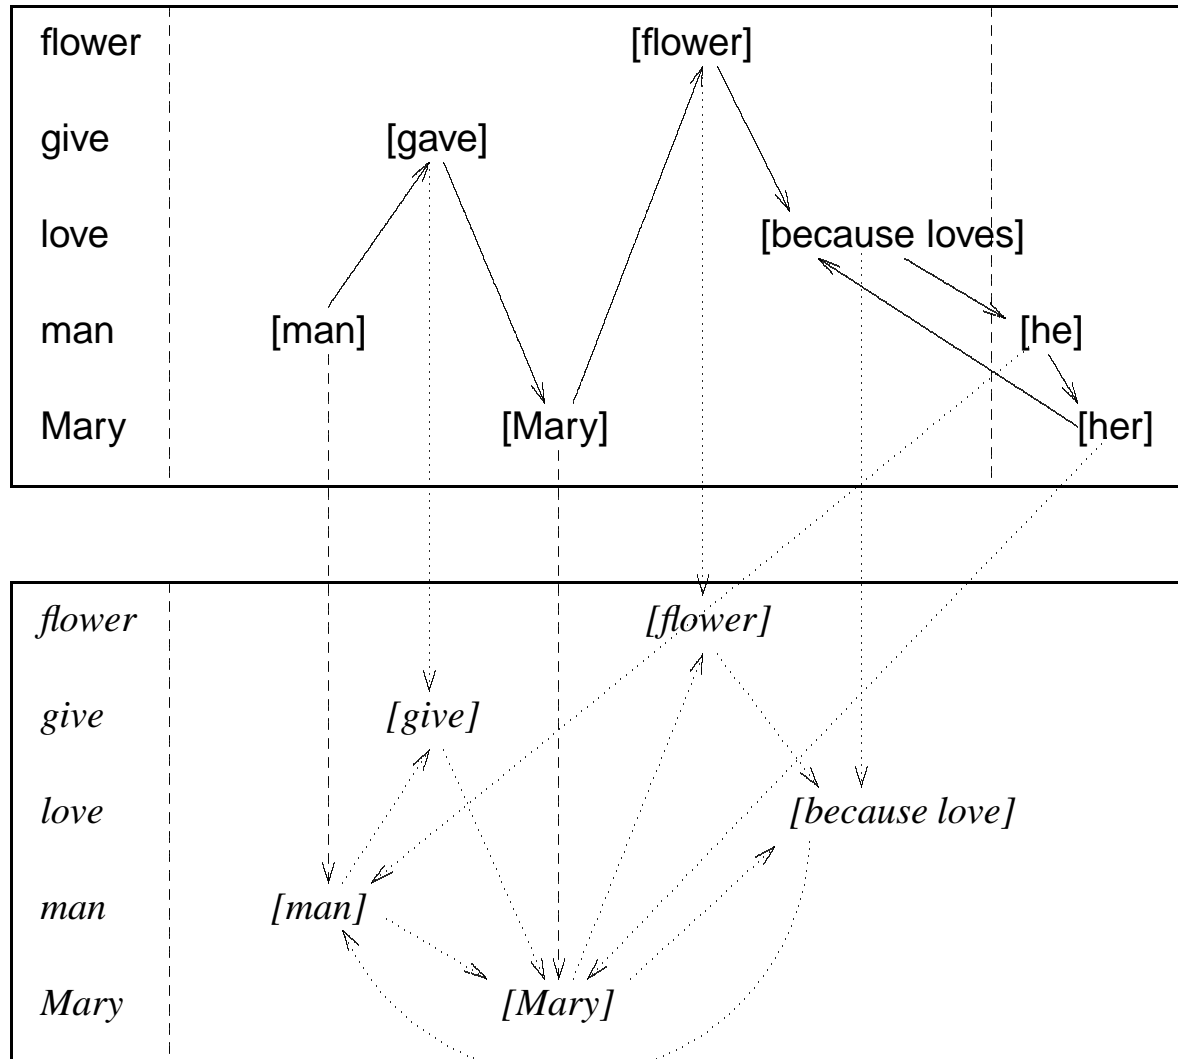 flower [flower]
give [gave]
love [because loves]
man [man] [he]
Mary [Mary] [her]
flower [flower]
give [give]
love [because love]
man [man]
Mary [Mary]